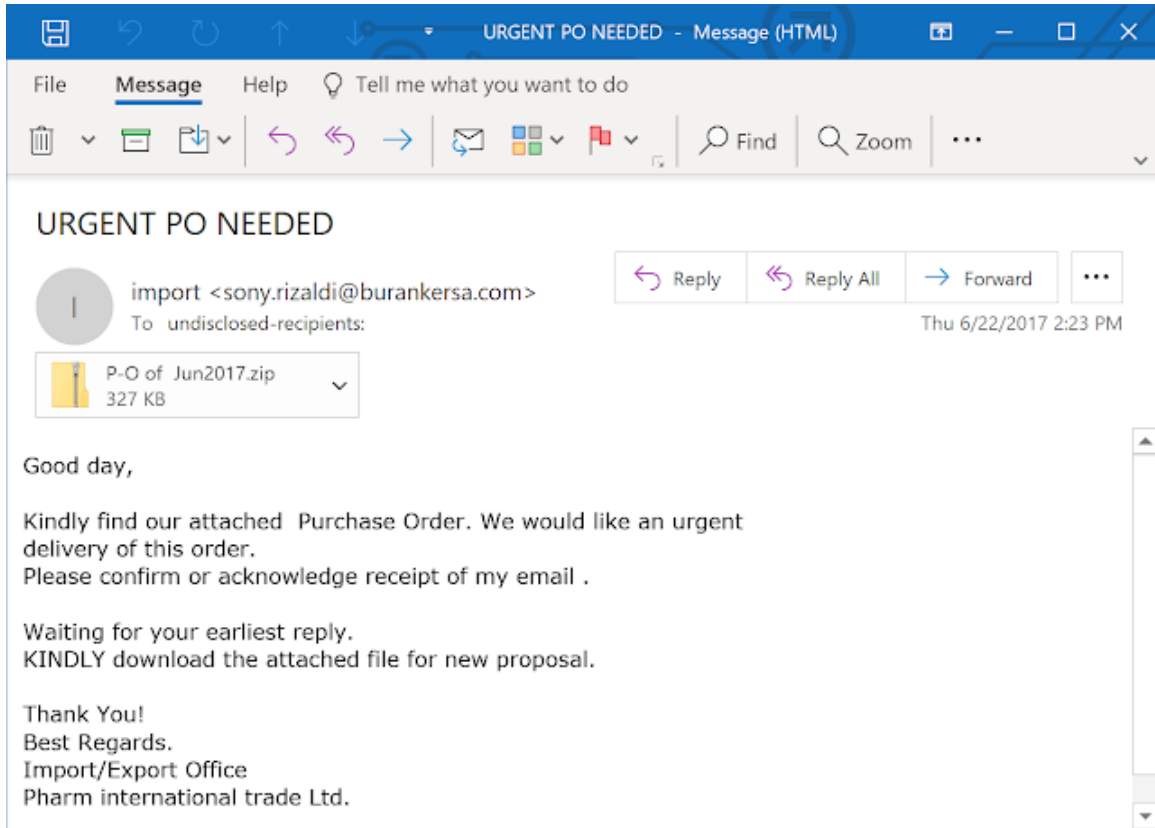 URGENT PO NEEDED - Message (HTML)
File Message Help Tell me what you want to do
Find Zoom ...
URGENT PO NEEDED
I
import <sony.rizaldi@burankersa.com>
To undisclosed-recipients:
Reply Reply All Forward ...
Thu 6/22/2017 2:23 PM
P-O of Jun2017.zip
327 KB
Good day,
Kindly find our attached Purchase Order. We would like an urgent
delivery of this order.
Please confirm or acknowledge receipt of my email .
Waiting for your earliest reply.
KINDLY download the attached file for new proposal.
Thank You!
Best Regards.
Import/Export Office
Pharm international trade Ltd.